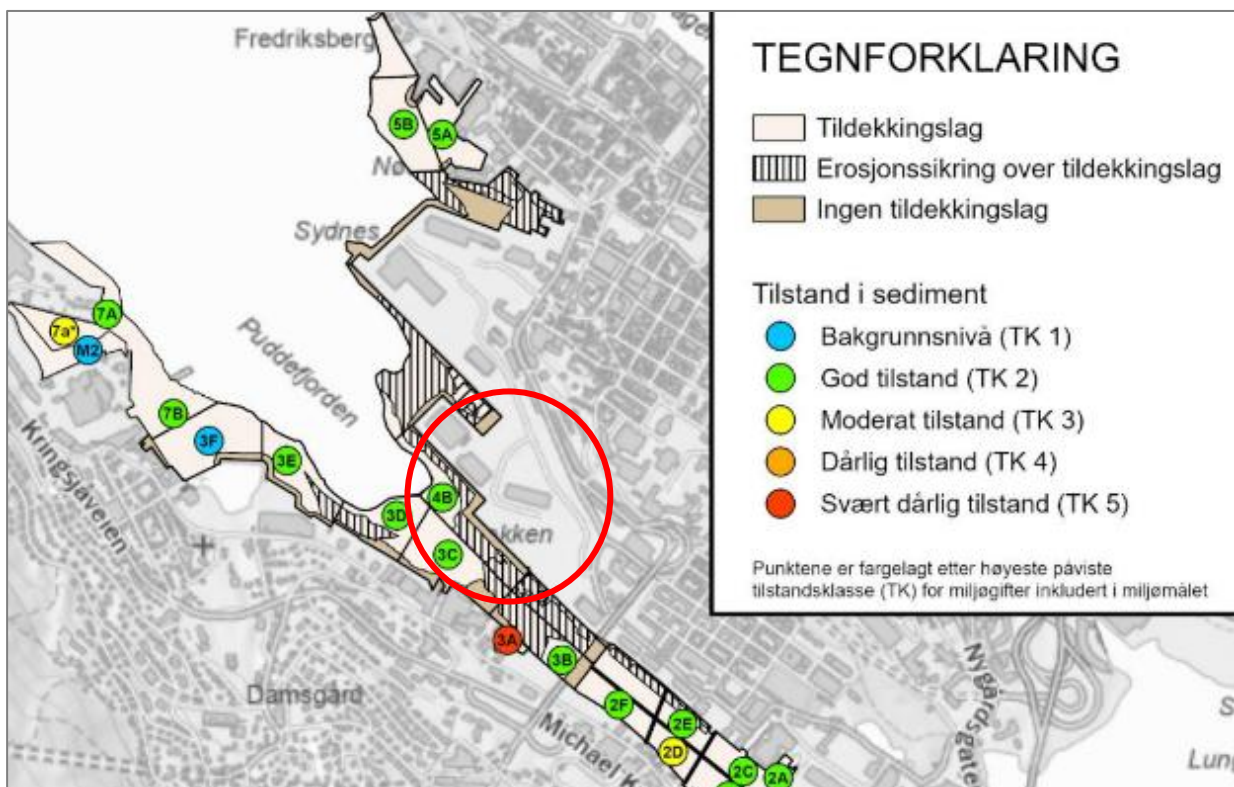 Fredriksberg
TEGNFORKLARING
Tildekkingslag
Erosjonssikring over tildekkingslag
Ingen tildekkingslag
Tilstand i sediment
Bakgrunnsnivå (TK 1)
God tilstand (TK 2)
Moderat tilstand (TK 3)
Dårlig tilstand (TK 4)
Svært dårlig tilstand (TK 5)
Punktene er fargelagt etter høyeste påviste
tilstandsklasse (TK) for miljøgifter inkludert i miljømålet
5B
5A
Nø
Sydnes
7A
7a*
M2
Puddefjorden
7B
3F
3E
Kringsjåveien
4B
3D
kken
3C
3A
3B
Damsgård
2F
2E
2D
Michael K
2C
2A
Nygårdsgate
S
Lung